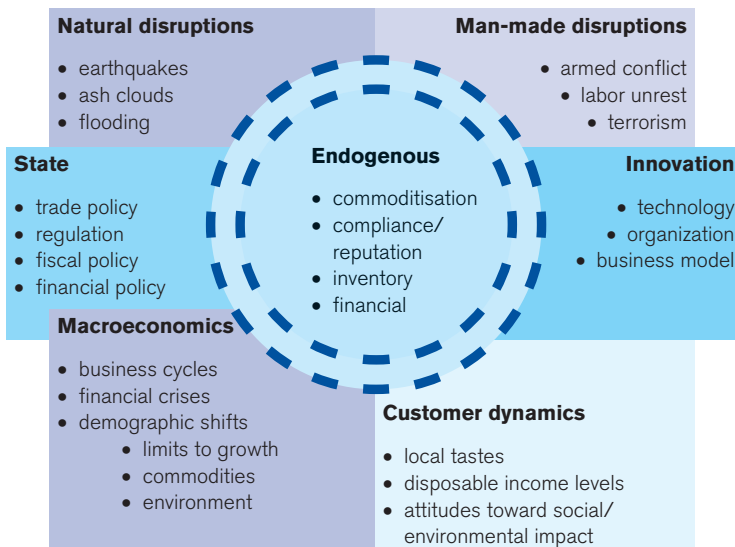 Natural disruptions
• earthquakes
• ash clouds
• flooding
Man-made disruptions
• armed conflict
• labor unrest
• terrorism
State
• trade policy
• regulation
• fiscal policy
• financial policy
Endogenous
• commoditisation
• compliance/
reputation
• inventory
• financial
Innovation
• technology
• organization
• business model
Macroeconomics
• business cycles
• financial crises
• demographic shifts
• limits to growth
• commodities
• environment
Customer dynamics
• local tastes
• disposable income levels
• attitudes toward social/
environmental impact